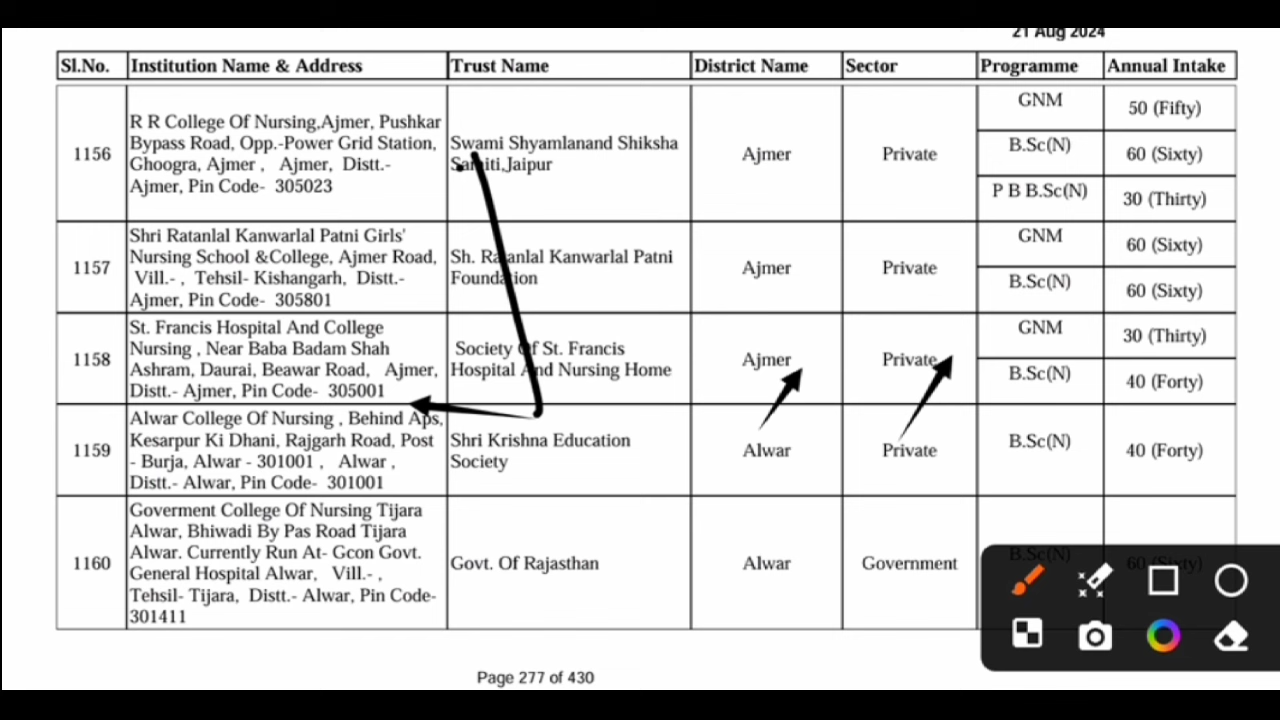 21 Aug 2024
Sl.No. Institution Name & Address Trust Name District Name Sector Programme Annual Intake
1156
R R College Of Nursing,Ajmer, Pushkar
Bypass Road, Opp.-Power Grid Station,
Ghoogra, Ajmer , Ajmer, Distt.-
Ajmer, Pin Code- 305023
Swami Shyamlanand Shiksha
Samiti,Jaipur
Ajmer
Private
GNM
50 (Fifty)
B.Sc(N)
60 (Sixty)
P B B.Sc(N)
30 (Thirty)
1157
Shri Ratanlal Kanwarlal Patni Girls'
Nursing School &College, Ajmer Road,
Vill.- , Tehsil- Kishangarh, Distt.-
Ajmer, Pin Code- 305801
Sh. Ratanlal Kanwarlal Patni
Foundation
Ajmer
Private
GNM
60 (Sixty)
B.Sc(N)
60 (Sixty)
1158
St. Francis Hospital And College
Nursing , Near Baba Badam Shah
Ashram, Daurai, Beawar Road, Ajmer,
Distt.- Ajmer, Pin Code- 305001
Society Of St. Francis
Hospital And Nursing Home
Ajmer
Private
GNM
30 (Thirty)
B.Sc(N)
40 (Forty)
1159
Alwar College Of Nursing , Behind Aps,
Kesarpur Ki Dhani, Rajgarh Road, Post
- Burja, Alwar - 301001 , Alwar ,
Distt.- Alwar, Pin Code- 301001
Shri Krishna Education
Society
Alwar
Private
B.Sc(N)
40 (Forty)
1160
Goverment College Of Nursing Tijara
Alwar, Bhiwadi By Pas Road Tijara
Alwar. Currently Run At- Gcon Govt.
General Hospital Alwar, Vill.- ,
Tehsil- Tijara, Distt.- Alwar, Pin Code-
301411
Govt. Of Rajasthan
Alwar
Government
B.Sc(N)
60 (Sixty)
Page 277 of 430